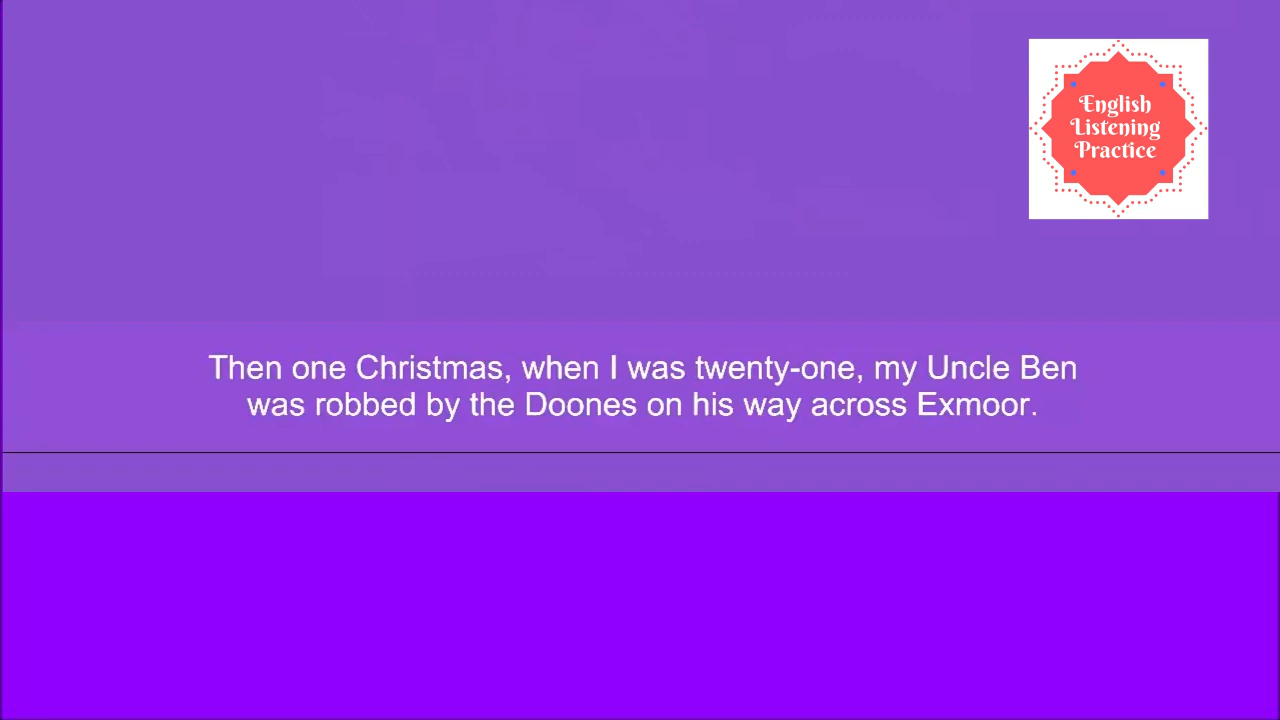 English
Listening
Practice
Then one Christmas, when I was twenty-one, my Uncle Ben
was robbed by the Doones on his way across Exmoor.